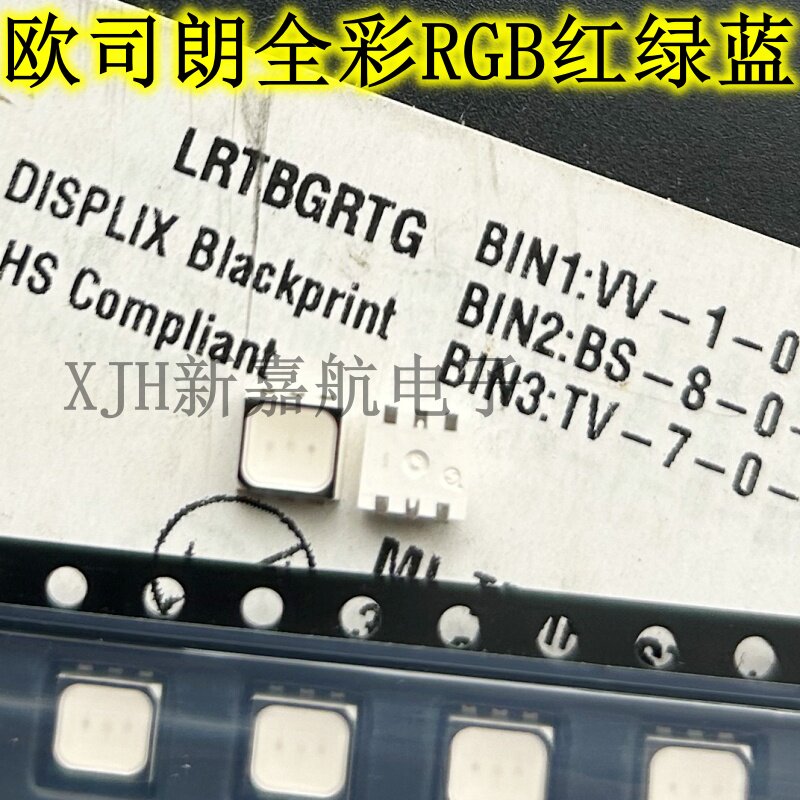 欧司朗全彩RGB红绿蓝
LRTBGRTG
DISPLIX Blackprint
HS Compliant
BIN1:VV-1-0
BIN2:BS-8-0-
BIN3:TV-7-0-
XJH新嘉航电子
ML